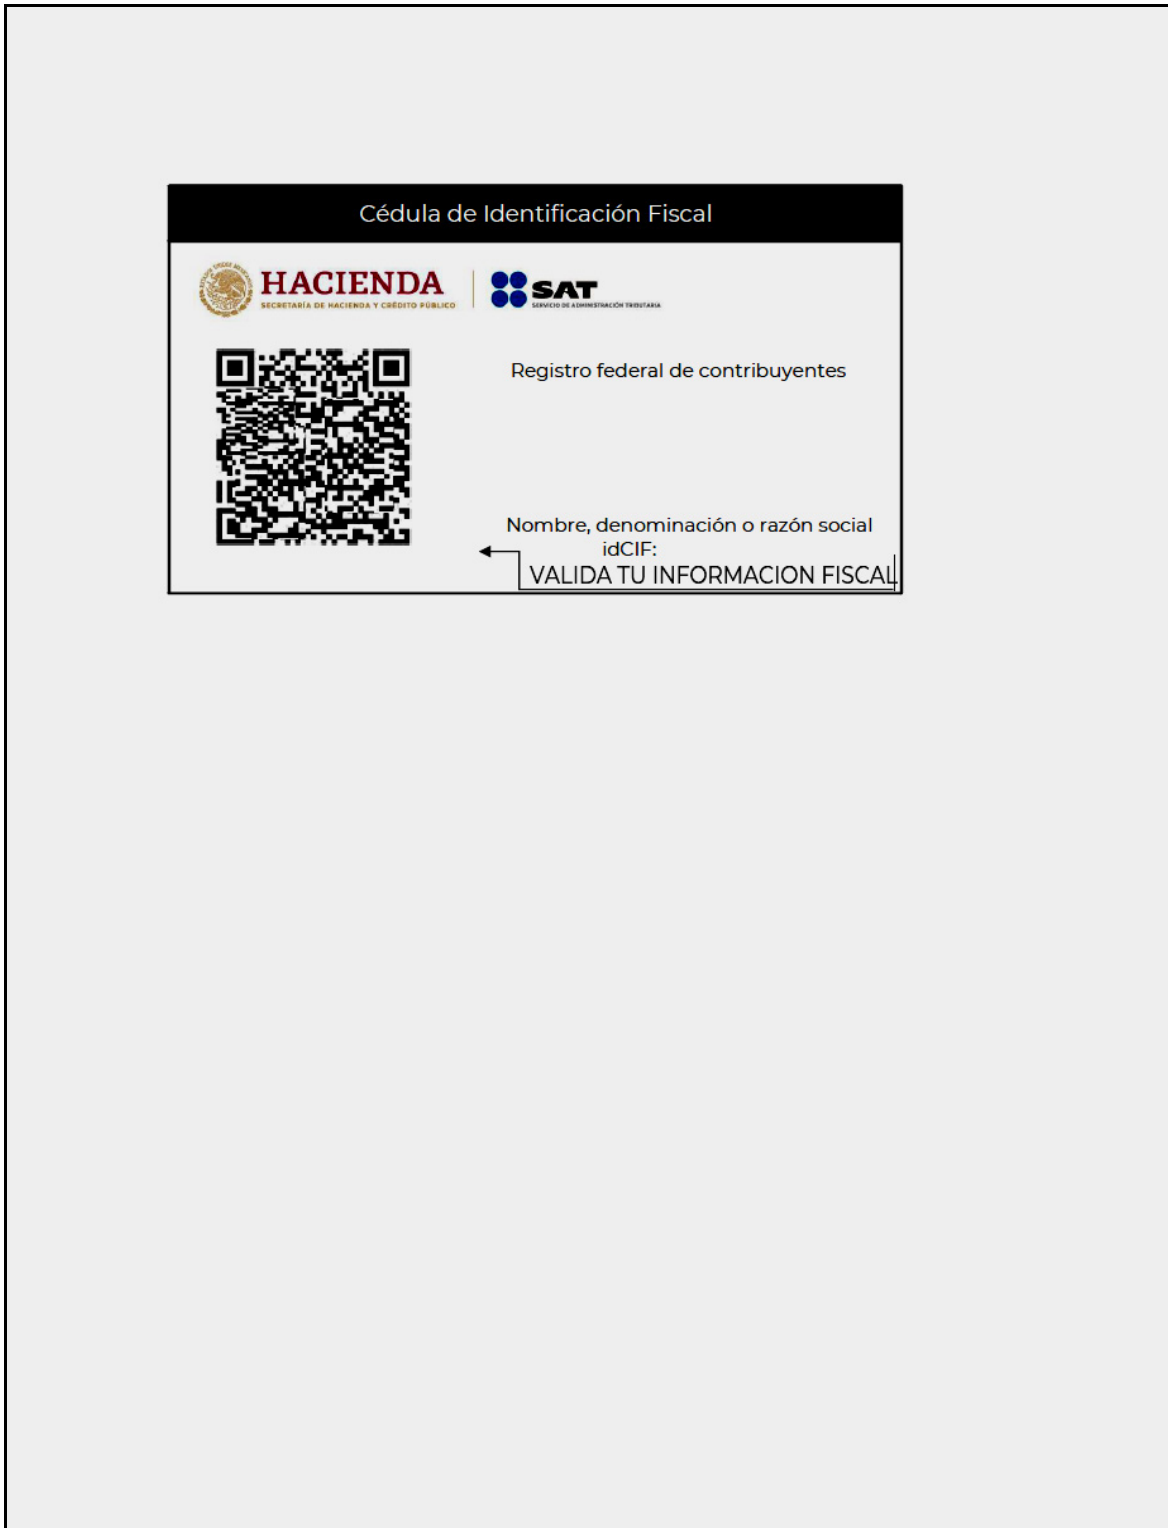 Cédula de Identificación Fiscal
HACIENDA
SECRETARÍA DE HACIENDA Y CRÉDITO PÚBLICO
SAT
SERVICIO DE ADMINISTRACIÓN TRIBUTARIA
Registro federal de contribuyentes
Nombre, denominación o razón social
idCIF:
VALIDA TU INFORMACION FISCAL